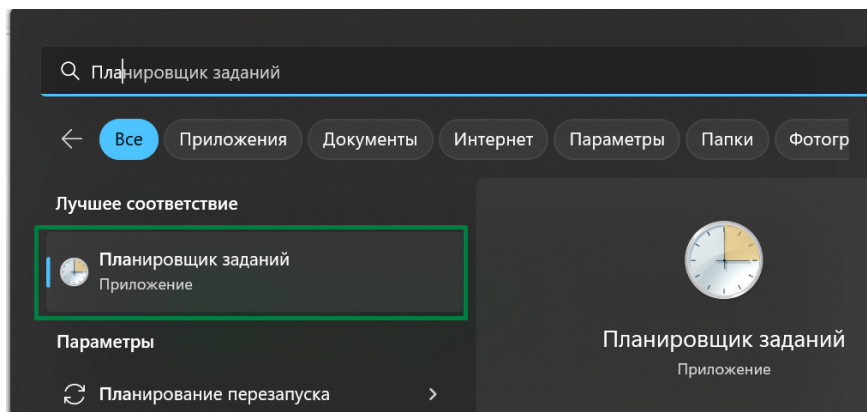 Планировщик заданий
Все Приложения Документы Интернет Параметры Папки Фотогр
Лучшее соответствие
Планировщик заданий
Приложение
Параметры
Планирование перезапуска
Планировщик заданий
Приложение